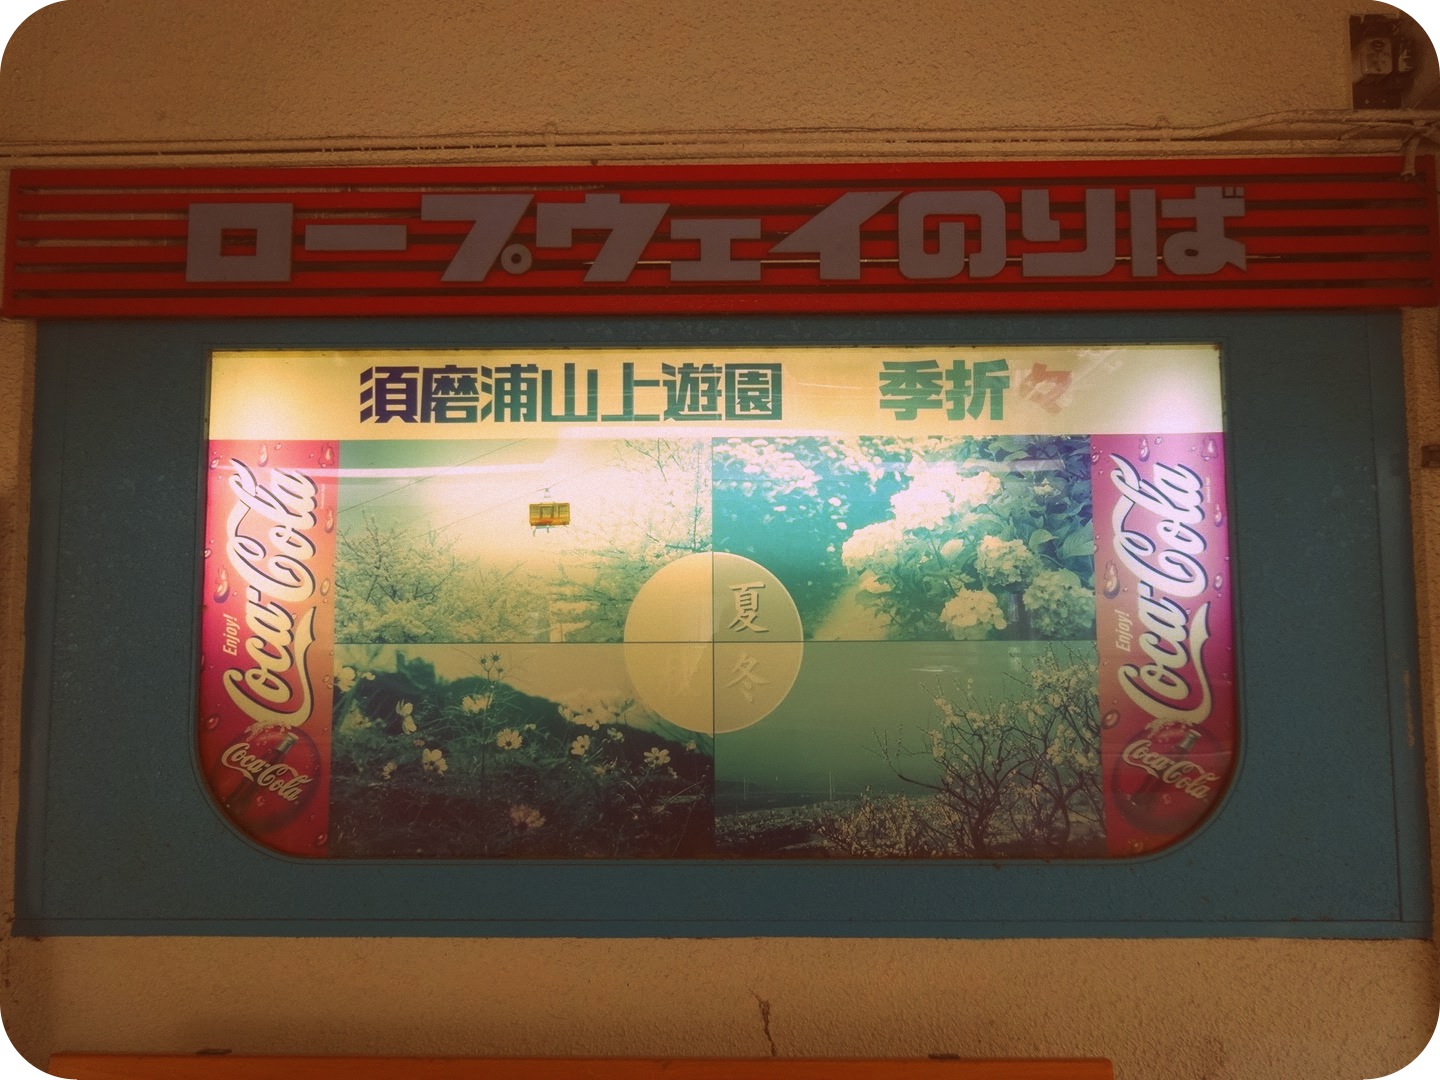 ロープウェイのりば
須磨浦山上遊園 季折々
Enjoy!
Coca-Cola
Coca-Cola
夏
冬
Enjoy!
Coca-Cola
Coca-Cola